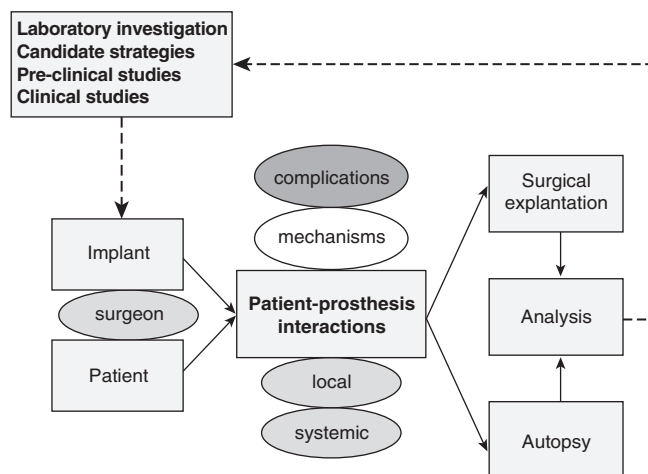 Laboratory investigation
Candidate strategies
Pre-clinical studies
Clinical studies
complications
mechanisms
Surgical
explantation
Implant
surgeon
Patient
Patient-prosthesis
interactions
Analysis
local
systemic
Autopsy